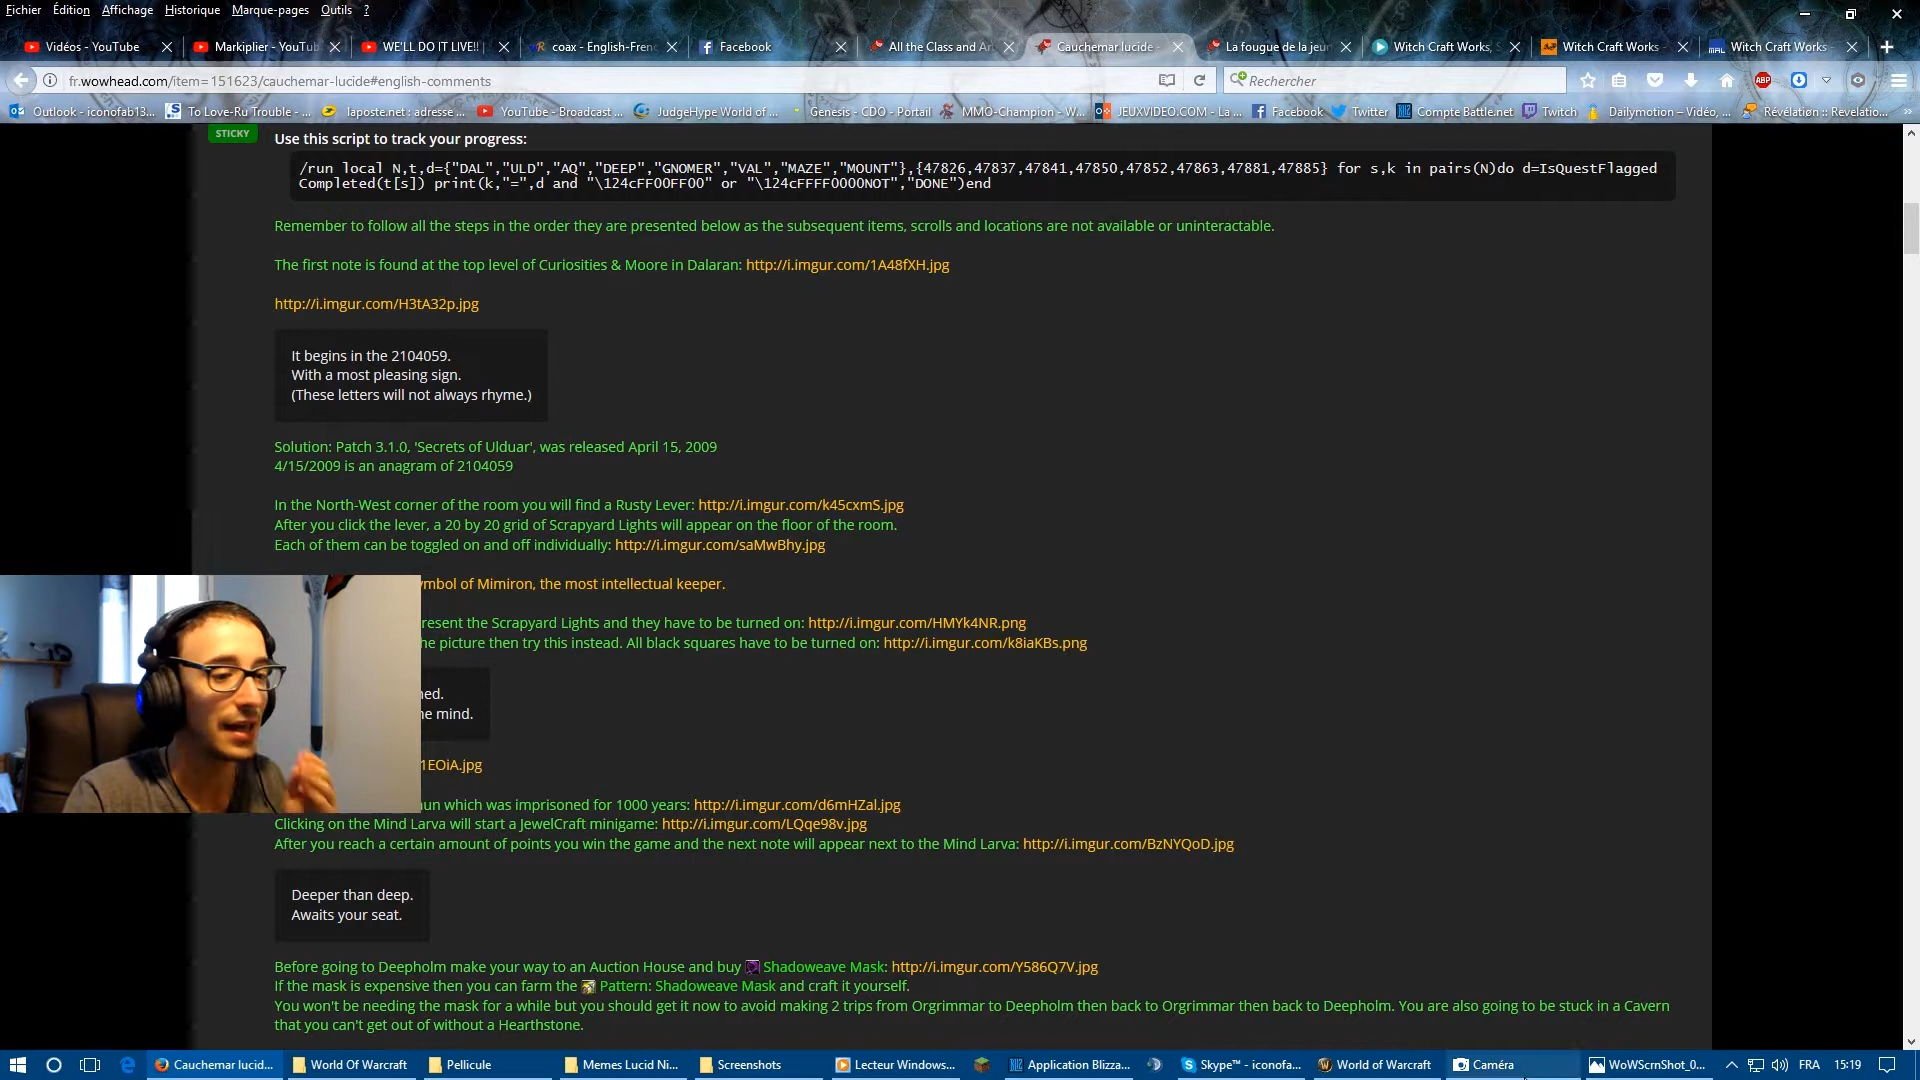 Fichier Édition Affichage Historique Marque-pages Outils ?
Vidéos - YouTube Markiplier - YouTub WE'LL DO IT LIVE!! coax - English-Fren Facebook All the Class and Ar Cauchemar lucide - La fougue de la jeun Witch Craft Works, S Witch Craft Works - Witch Craft Works
fr.wowhead.com/item=151623/cauchemar-lucide#english-comments Rechercher
Outlook - iconofab13... To Love-Ru Trouble - ... laposte.net : adresse ... YouTube - Broadcast ... JudgeHype World of ... Genesis - CDO - Portail MMO-Champion - W... JEUXVIDEO.COM - La ... Facebook Twitter Compte Battle.net Twitch Dailymotion – Vidéo, ... Révélation :: Revelatio...
STICKY
Use this script to track your progress:
/run local N,t,d={"DAL","ULD","AQ","DEEP","GNOMER","VAL","MAZE","MOUNT"},{47826,47837,47841,47850,47852,47863,47881,47885} for s,k in pairs(N)do d=IsQuestFlagged
Completed(t[s]) print(k,"=",d and "\124cFF00FF00" or "\124cFFFF0000NOT","DONE")end
Remember to follow all the steps in the order they are presented below as the subsequent items, scrolls and locations are not available or uninteractable.
The first note is found at the top level of Curiosities & Moore in Dalaran: http://i.imgur.com/1A48fXH.jpg
http://i.imgur.com/H3tA32p.jpg
It begins in the 2104059.
With a most pleasing sign.
(These letters will not always rhyme.)
Solution: Patch 3.1.0, 'Secrets of Ulduar', was released April 15, 2009
4/15/2009 is an anagram of 2104059
In the North-West corner of the room you will find a Rusty Lever: http://i.imgur.com/k45cxmS.jpg
After you click the lever, a 20 by 20 grid of Scrapyard Lights will appear on the floor of the room.
Each of them can be toggled on and off individually: http://i.imgur.com/saMwBhy.jpg
ymbol of Mimiron, the most intellectual keeper.
present the Scrapyard Lights and they have to be turned on: http://i.imgur.com/HMYk4NR.png
he picture then try this instead. All black squares have to be turned on: http://i.imgur.com/k8iaKBs.png
ned.
he mind.
1EOiA.jpg
un which was imprisoned for 1000 years: http://i.imgur.com/d6mHZal.jpg
Clicking on the Mind Larva will start a JewelCraft minigame: http://i.imgur.com/LQqe98v.jpg
After you reach a certain amount of points you win the game and the next note will appear next to the Mind Larva: http://i.imgur.com/BzNYQoD.jpg
Deeper than deep.
Awaits your seat.
Before going to Deepholm make your way to an Auction House and buy Shadoweave Mask: http://i.imgur.com/Y586Q7V.jpg
If the mask is expensive then you can farm the Pattern: Shadoweave Mask and craft it yourself.
You won't be needing the mask for a while but you should get it now to avoid making 2 trips from Orgrimmar to Deepholm then back to Orgrimmar then back to Deepholm. You are also going to be stuck in a Cavern
that you can't get out of without a Hearthstone.
Cauchemar lucid... World Of Warcraft Pellicule Memes Lucid Ni... Screenshots Lecteur Windows... Application Blizza... Skype™ - iconofa... World of Warcraft Caméra WoWScrnShot_0... FRA 15:19